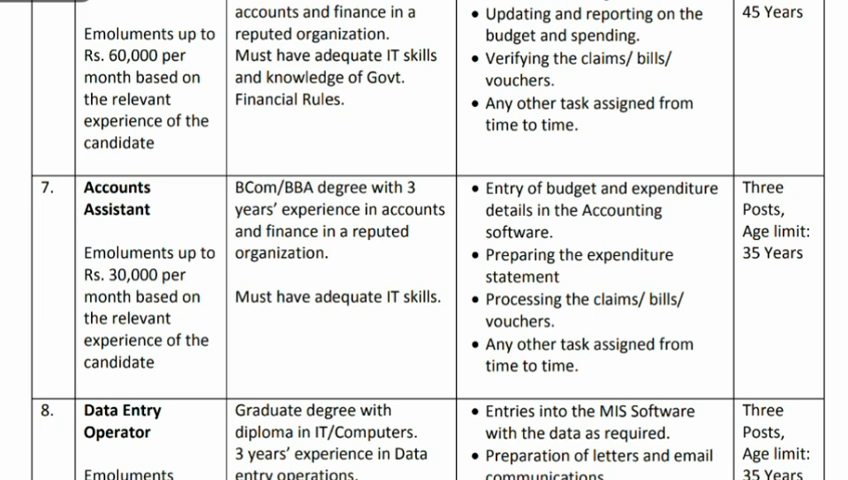 Emoluments up to
Rs. 60,000 per
month based on
the relevant
experience of the
candidate
accounts and finance in a
reputed organization.
Must have adequate IT skills
and knowledge of Govt.
Financial Rules.
• Updating and reporting on the
budget and spending.
• Verifying the claims/ bills/
vouchers.
• Any other task assigned from
time to time.
45 Years
7.
Accounts
Assistant
Emoluments up to
Rs. 30,000 per
month based on
the relevant
experience of the
candidate
BCom/BBA degree with 3
years’ experience in accounts
and finance in a reputed
organization.
Must have adequate IT skills.
• Entry of budget and expenditure
details in the Accounting
software.
• Preparing the expenditure
statement
• Processing the claims/ bills/
vouchers.
• Any other task assigned from
time to time.
Three
Posts,
Age limit:
35 Years
8.
Data Entry
Operator
Emoluments
Graduate degree with
diploma in IT/Computers.
3 years’ experience in Data
entry operations.
• Entries into the MIS Software
with the data as required.
• Preparation of letters and email
communications
Three
Posts,
Age limit:
35 Years